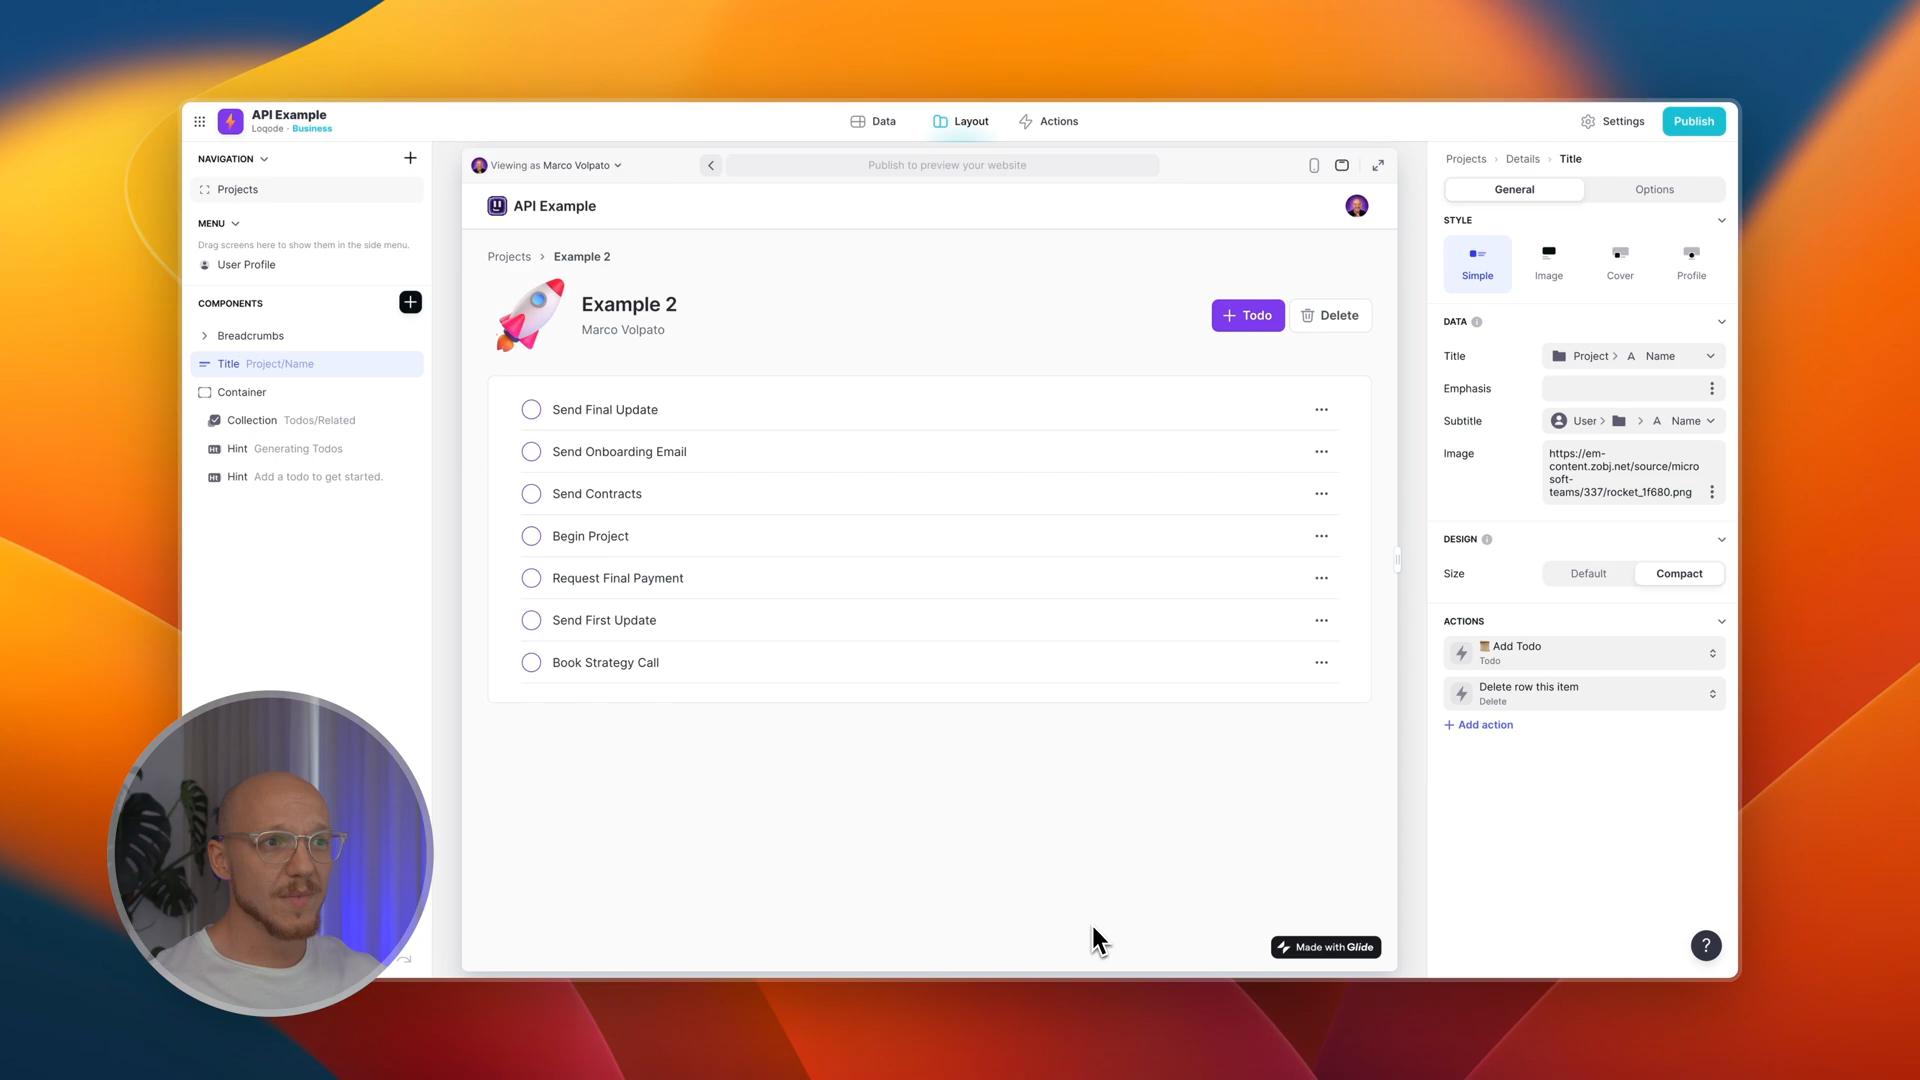 API Example
Loqode · Business
Data
Layout
Actions
Settings
Publish
NAVIGATION
Projects
MENU
Drag screens here to show them in the side menu.
User Profile
COMPONENTS
Breadcrumbs
Title Project/Name
Container
Collection Todos/Related
Hint Generating Todos
Hint Add a todo to get started.
Viewing as Marco Volpato
Publish to preview your website
API Example
Projects > Example 2
Example 2
Marco Volpato
+ Todo
Delete
Send Final Update
Send Onboarding Email
Send Contracts
Begin Project
Request Final Payment
Send First Update
Book Strategy Call
Made with Glide
Projects > Details > Title
General
Options
STYLE
Simple
Image
Cover
Profile
DATA
Title Project > A Name
Emphasis
Subtitle User > > A Name
Image
https://em-
content.zobj.net/source/micro
soft-
teams/337/rocket_1f680.png
DESIGN
Size Default Compact
ACTIONS
Add Todo
Todo
Delete row this item
Delete
+ Add action
?